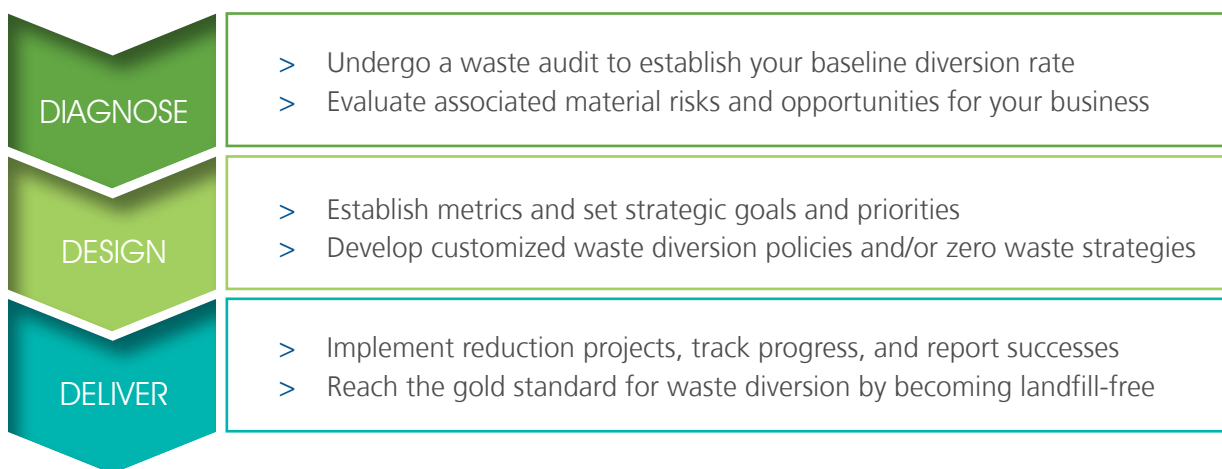 DIAGNOSE
> Undergo a waste audit to establish your baseline diversion rate
> Evaluate associated material risks and opportunities for your business
DESIGN
> Establish metrics and set strategic goals and priorities
> Develop customized waste diversion policies and/or zero waste strategies
DELIVER
> Implement reduction projects, track progress, and report successes
> Reach the gold standard for waste diversion by becoming landfill-free